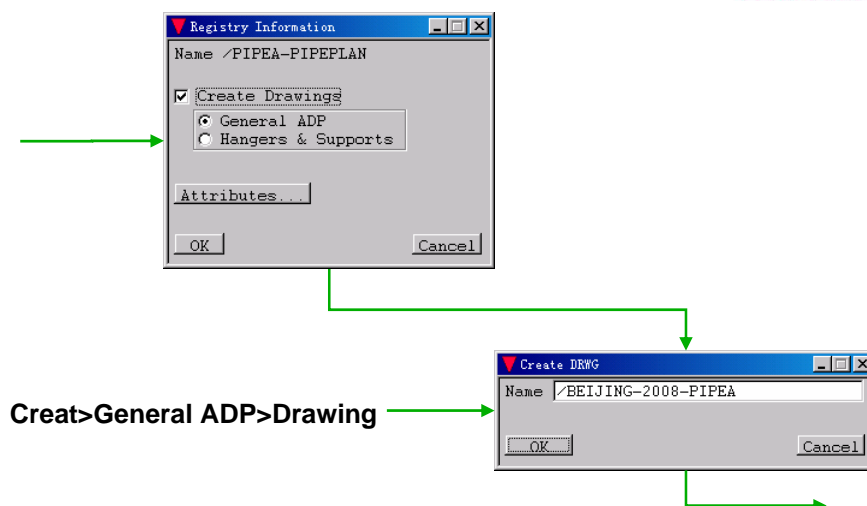 Registry Information
Name /PIPEA-PIPEPLAN
Create Drawings
General ADP
Hangers & Supports
Attributes...
OK Cancel
Create DRWG
Name /BEIJING-2008-PIPEA
Creat>General ADP>Drawing
OK Cancel